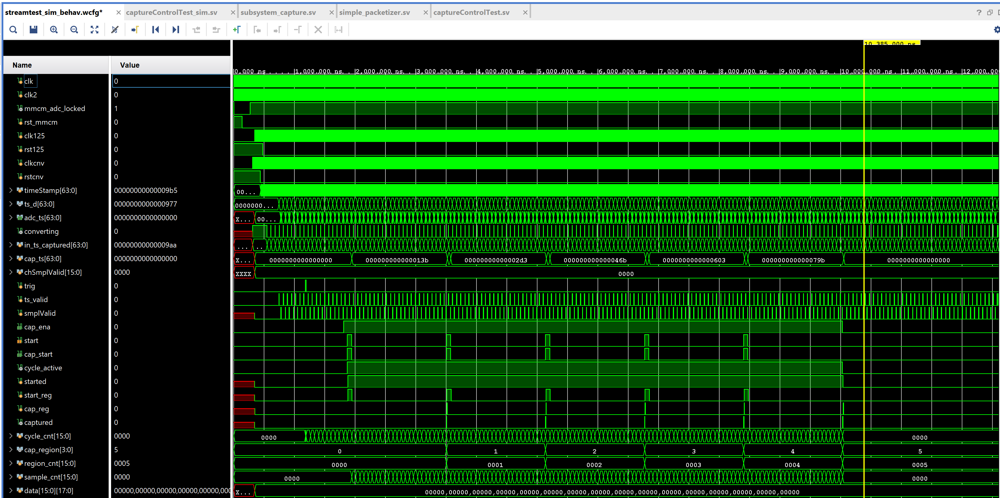 streamtest_sim_behav.wcfg* × captureControlTest_sim.sv × subsystem_capture.sv × simple_packetizer.sv × captureControlTest.sv ×
?
10,385.000 ns
Name Value
0.000 ns 1,000.000 ns 2,000.000 ns 3,000.000 ns 4,000.000 ns 5,000.000 ns 6,000.000 ns 7,000.000 ns 8,000.000 ns 9,000.000 ns 10,000.000 ns 11,000.000 ns 12,000.00
clk 0
clk2 0
mmcm_adc_locked 1
rst_mmcm 0
clk125 0
rst125 0
clkcnv 0
rstcnv 0
timeStamp[63:0] 00000000000009b5 00...
ts_d[63:0] 0000000000000977 0000000...
adc_ts[63:0] 0000000000000000 X... 00...
converting 0
in_ts_captured[63:0] 00000000000009aa ... ..
cap_ts[63:0] 0000000000000000 X... 0000000000000000 000000000000013b 00000000000002d3 000000000000046b 0000000000000603 000000000000079b 0000000000000000
chSmplValid[15:0] 0000 XXXX 0000
trig 0
ts_valid 0
smplValid 0
cap_ena 0
start 0
cap_start 0
cycle_active 0
started 0
start_reg 0
cap_reg 0
captured 0
cycle_cnt[15:0] 0000 0000 0000
cap_region[3:0] 5 0 1 2 3 4 5
region_cnt[15:0] 0005 0000 0001 0002 0003 0004 0005
sample_cnt[15:0] 0000 0000 0000
data[15:0][17:0] 00000,00000,00000,00000,00000,000 X... 00000,00000,00000,00000,00000,00000,00000,00000,00000,00000,00000,00000,00000,00000,00000,00000